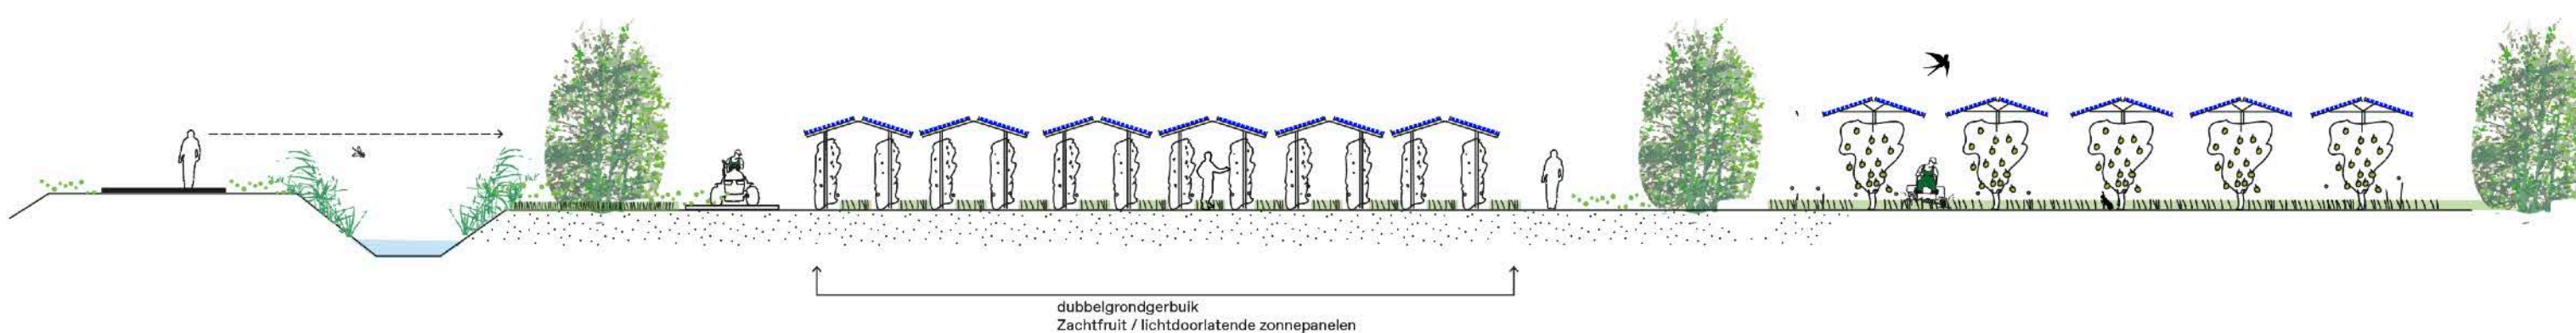 dubbelgrondgerbuik
Zachtfruit / lichtdoorlatende zonnepanelen